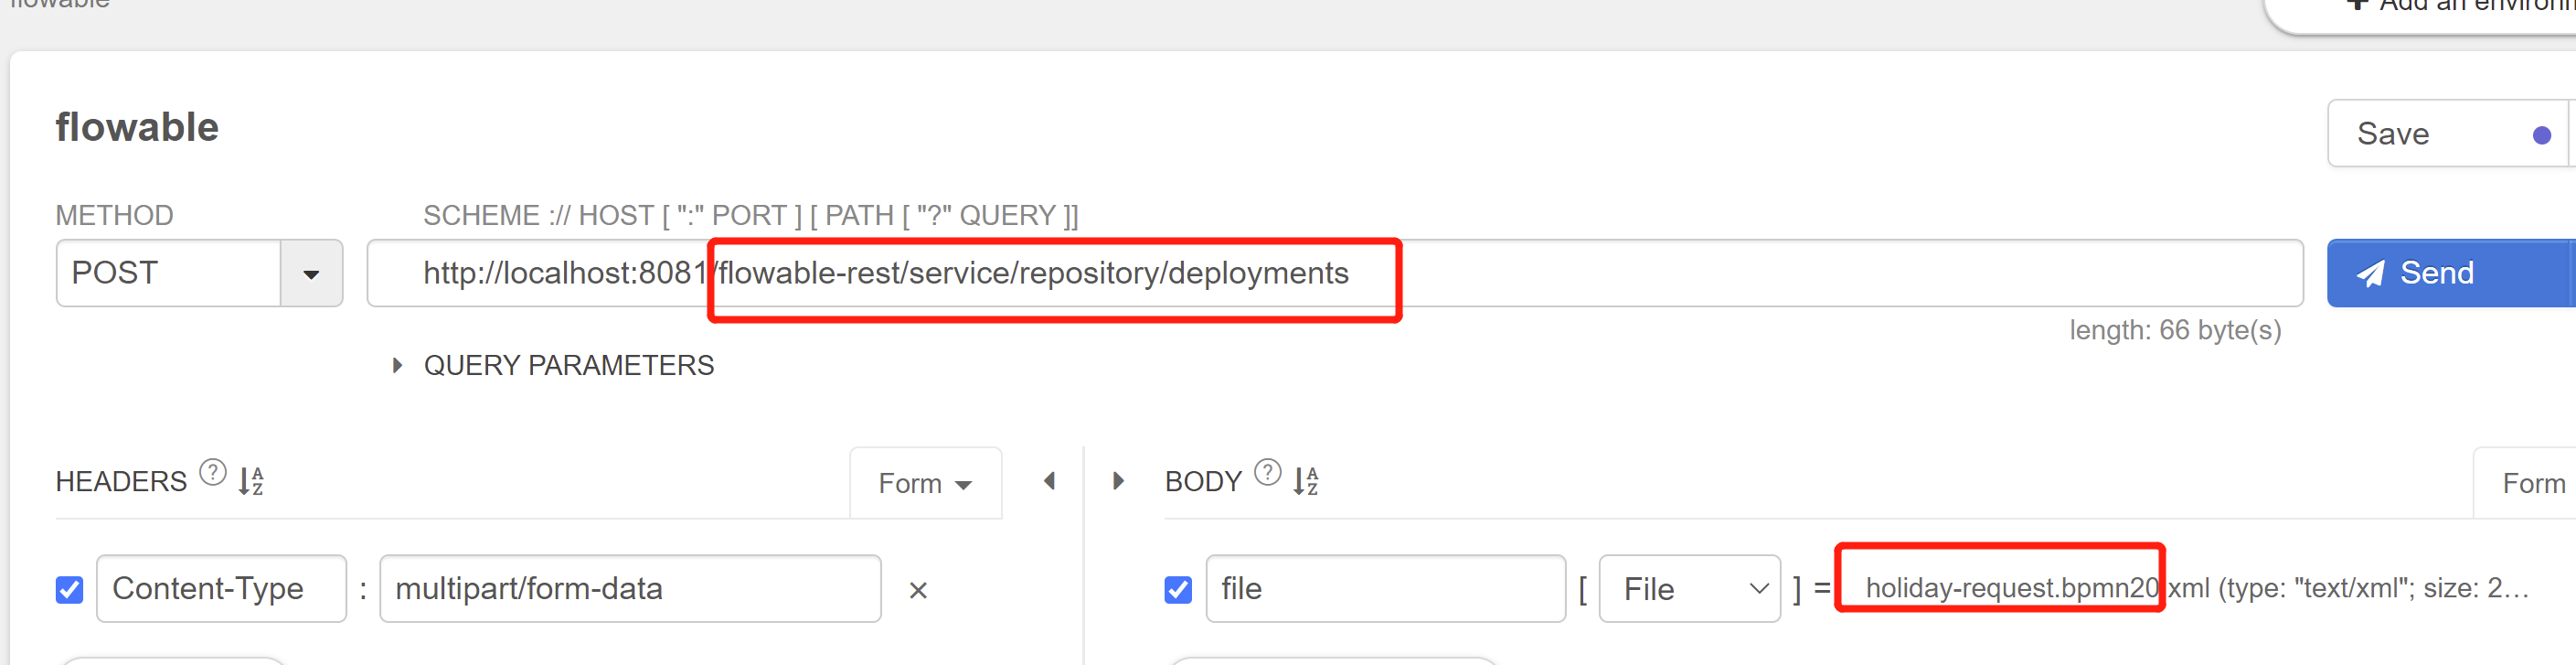 flowable
Add an environ
flowable
Save
METHOD
SCHEME :// HOST [ ":" PORT ] [ PATH [ "?" QUERY ]]
POST
http://localhost:8081/flowable-rest/service/repository/deployments
Send
length: 66 byte(s)
QUERY PARAMETERS
HEADERS ? A Z
Form
BODY ? A Z
Form
Content-Type : multipart/form-data ×
file [ File ] = holiday-request.bpmn20.xml (type: "text/xml"; size: 2...